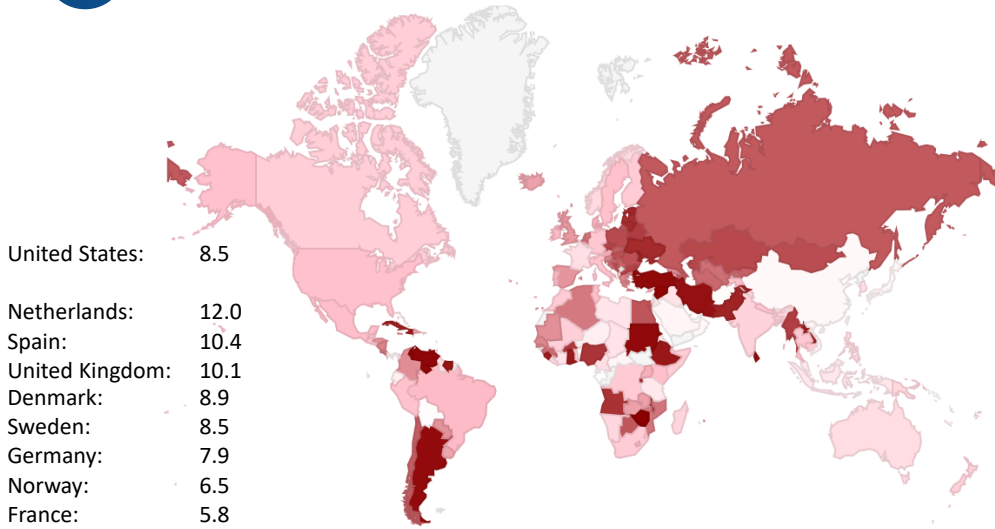 United States: 8.5
Netherlands: 12.0
Spain: 10.4
United Kingdom: 10.1
Denmark: 8.9
Sweden: 8.5
Germany: 7.9
Norway: 6.5
France: 5.8